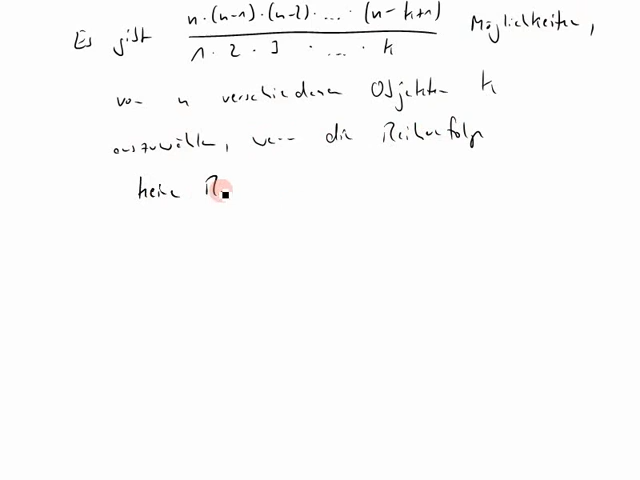 Es gibt n·(n-1)·(n-2)·...·(n-k+1) / 1·2·3·...·k Möglichkeiten,
von n verschiedenen Objekten k
auszuwählen, wenn die Reihenfolge
keine R